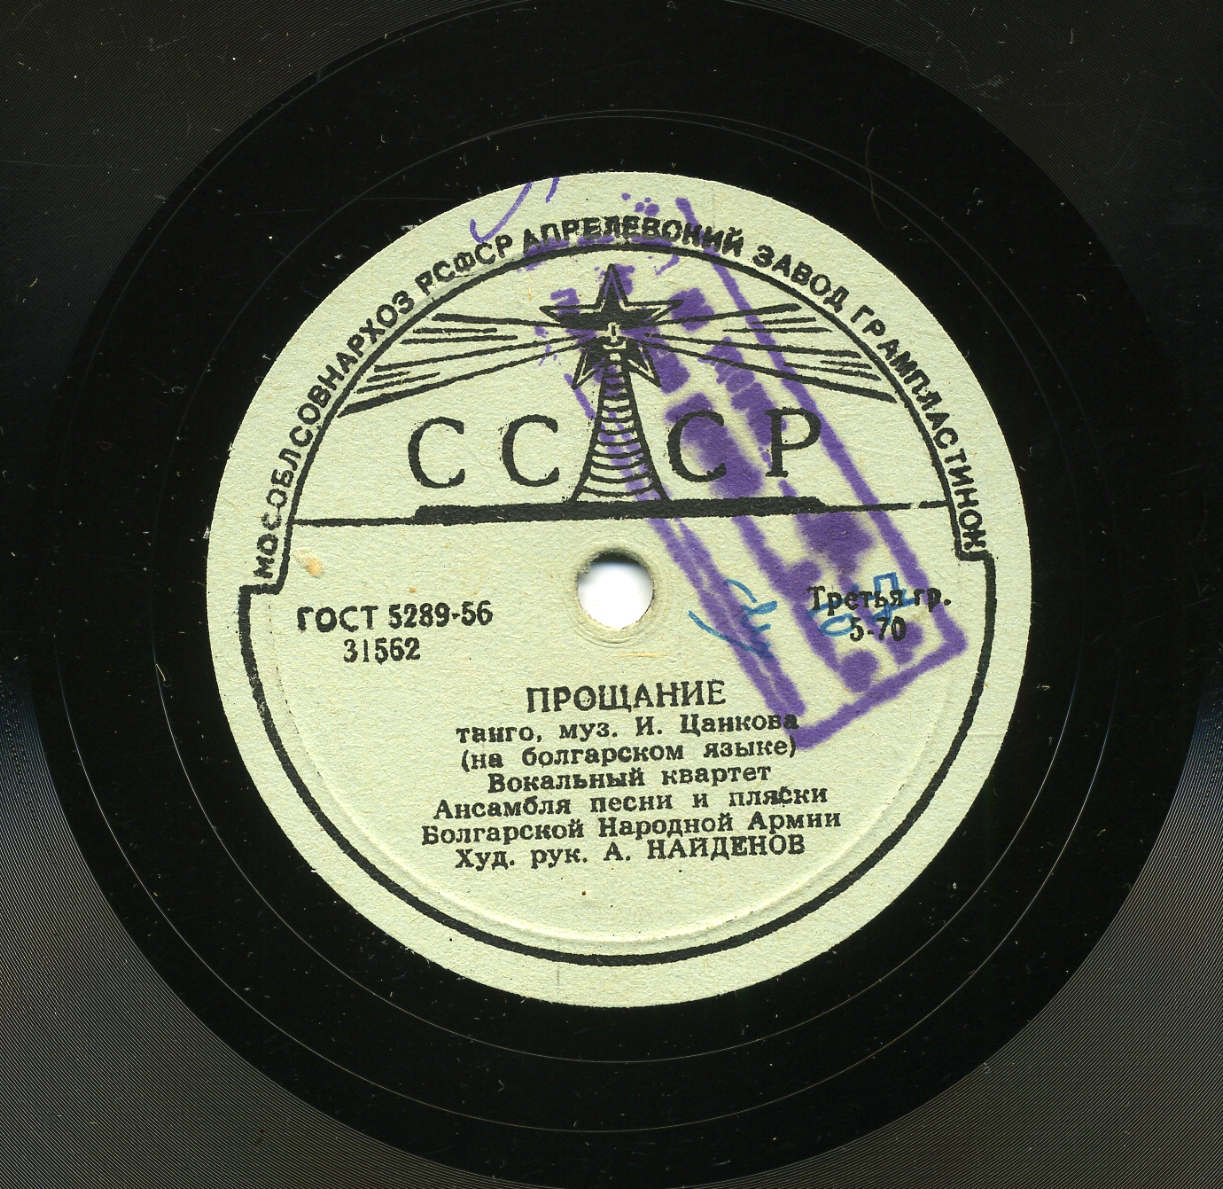 МОСОБЛСОВНАРХОЗ РСФСР АПРЕЛЕВСКИЙ ЗАВОД ГРАМПЛАСТИНОК
СССР
ГОСТ 5289-56
31562
Третья гр.
5-70
ПРОЩАНИЕ
танго, муз. И. Цанкова
(на болгарском языке)
Вокальный квартет
Ансамбля песни и пляски
Болгарской Народной Армии
Худ. рук. А. НАЙДЕНОВ